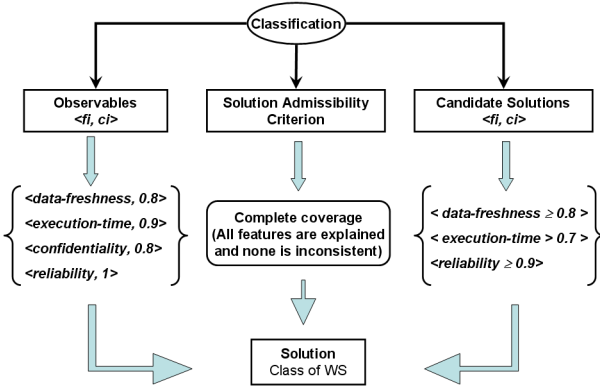 Classification
Observables
<fi, ci>
Solution Admissibility
Criterion
Candidate Solutions
<fi, ci>
<data-freshness, 0.8>
<execution-time, 0.9>
<confidentiality, 0.8>
<reliability, 1>
Complete coverage
(All features are explained
and none is inconsistent)
< data-freshness ≥ 0.8 >
< execution-time > 0.7 >
<reliability ≥ 0.9>
Solution
Class of WS